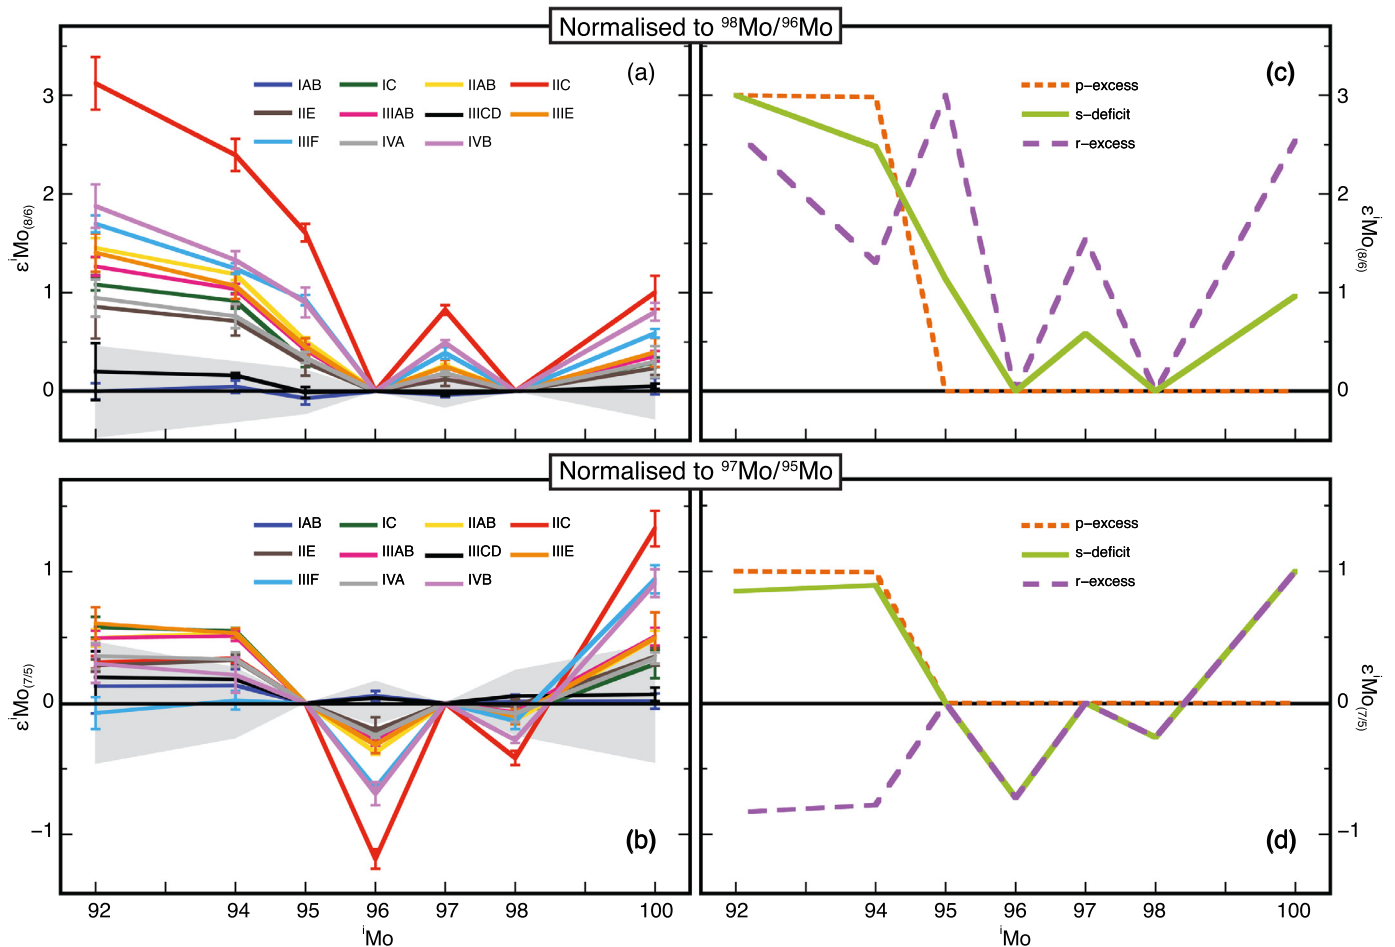 Normalised to ⁹⁸Mo/⁹⁶Mo
(a)
IAB IC IIAB IIC
IIE IIIAB IIICD IIIE
IIIF IVA IVB
3
2
1
0
εⁱMo(8/6)
(c)
p–excess
s–deficit
r–excess
3
2
1
0
εⁱMo(8/6)
Normalised to ⁹⁷Mo/⁹⁵Mo
IAB IC IIAB IIC
IIE IIIAB IIICD IIIE
IIIF IVA IVB
1
0
−1
εⁱMo(7/5)
(b)
92 94 95 96 97 98 100
ⁱMo
p–excess
s–deficit
r–excess
1
0
−1
εⁱMo(7/5)
(d)
92 94 95 96 97 98 100
ⁱMo